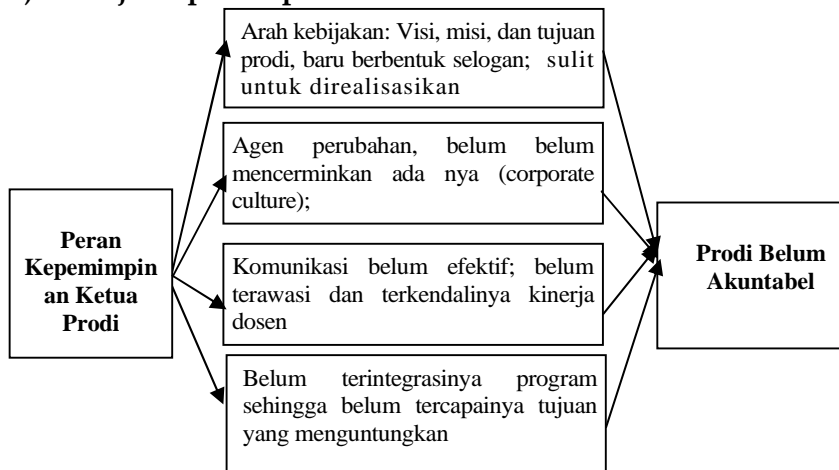 Arah kebijakan: Visi, misi, dan tujuan
prodi, baru berbentuk selogan; sulit
untuk direalisasikan
Agen perubahan, belum belum
mencerminkan ada nya (corporate
culture);
Peran
Kepemimpin
an Ketua
Prodi
Komunikasi belum efektif; belum
terawasi dan terkendalinya kinerja
dosen
Belum terintegrasinya program
sehingga belum tercapainya tujuan
yang menguntungkan
Prodi Belum
Akuntabel